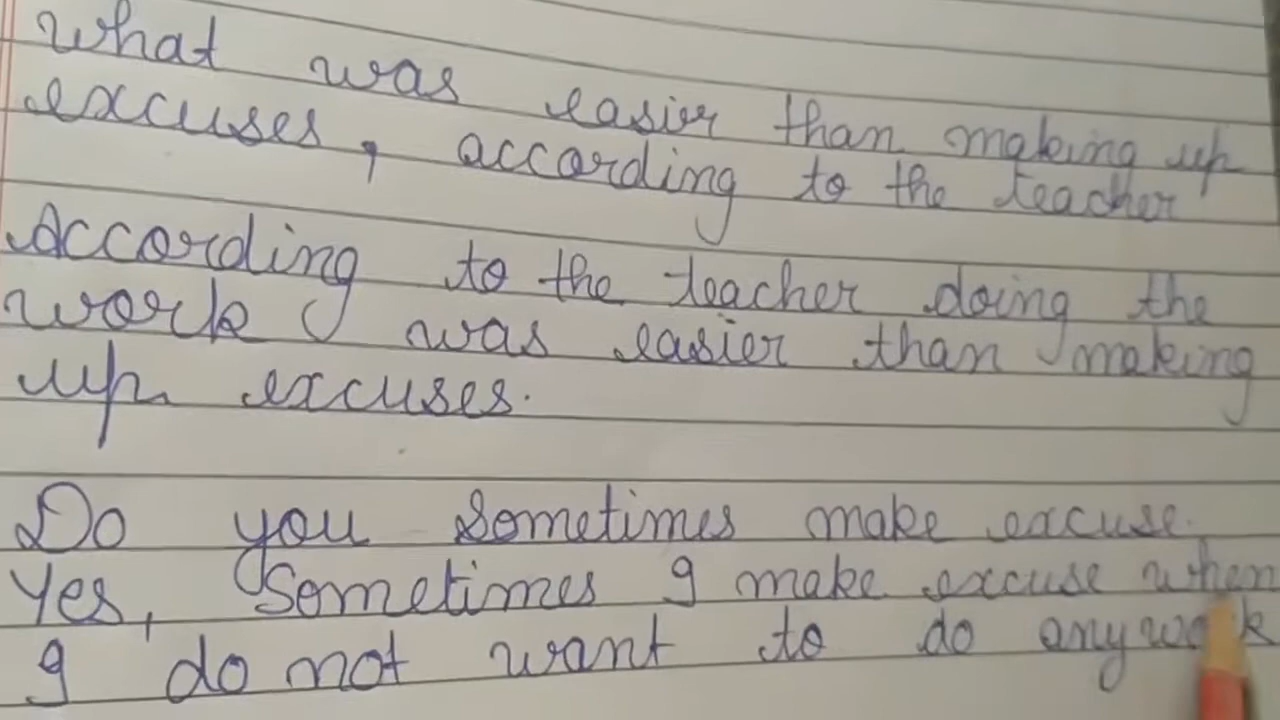 What was easier than making up
excuses, according to the teacher
According to the teacher doing the
work was easier than making
up excuses.
Do you sometimes make excuse.
Yes, Sometimes I make excuse when
I do not want to do any work